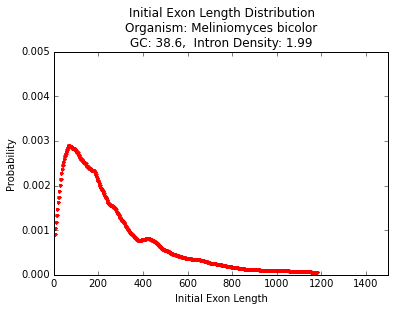 Initial Exon Length Distribution
Organism: Meliniomyces bicolor
GC: 38.6,  Intron Density: 1.99
0.005
0.004
0.003
0.002
0.001
0.000
Probability
0 200 400 600 800 1000 1200 1400
Initial Exon Length